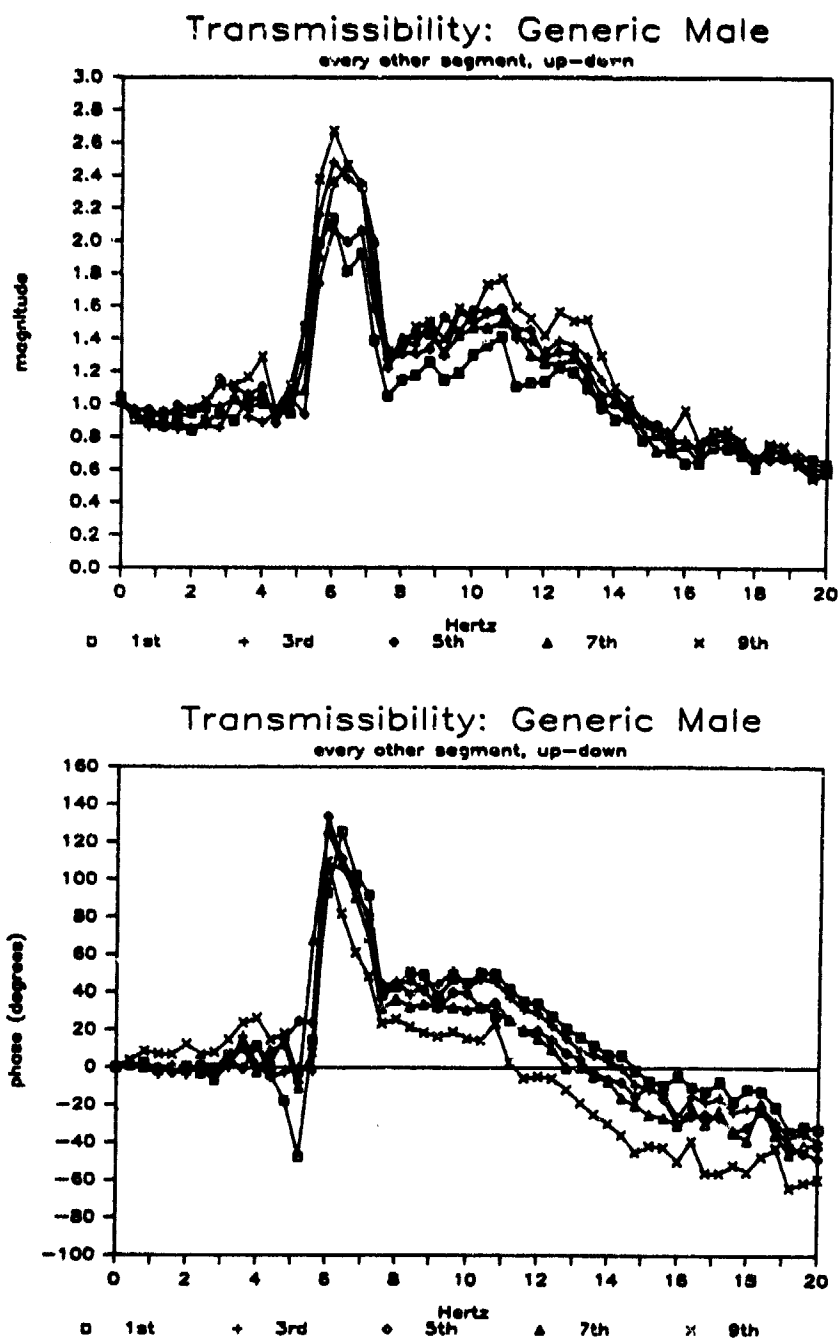 Transmissibility: Generic Male
every other segment, up-down
3.0
2.8
2.6
2.4
2.2
2.0
1.8
1.6
1.4
1.2
1.0
0.8
0.6
0.4
0.2
0.0
magnitude
0 2 4 6 8 10 12 14 16 18 20
Hertz
1st 3rd 5th 7th 9th
Transmissibility: Generic Male
every other segment, up-down
160
140
120
100
80
60
40
20
0
-20
-40
-60
-80
-100
phase (degrees)
0 2 4 6 8 10 12 14 16 18 20
Hertz
1st 3rd 5th 7th 9th